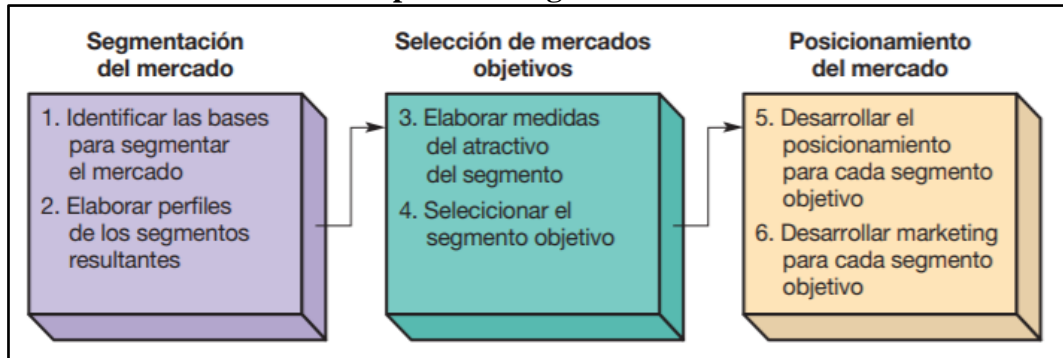 Segmentación
del mercado
1. Identificar las bases
para segmentar
el mercado
2. Elaborar perfiles
de los segmentos
resultantes
Selección de mercados
objetivos
3. Elaborar medidas
del atractivo
del segmento
4. Selecicionar el
segmento objetivo
Posicionamiento
del mercado
5. Desarrollar el
posicionamiento
para cada segmento
objetivo
6. Desarrollar marketing
para cada segmento
objetivo